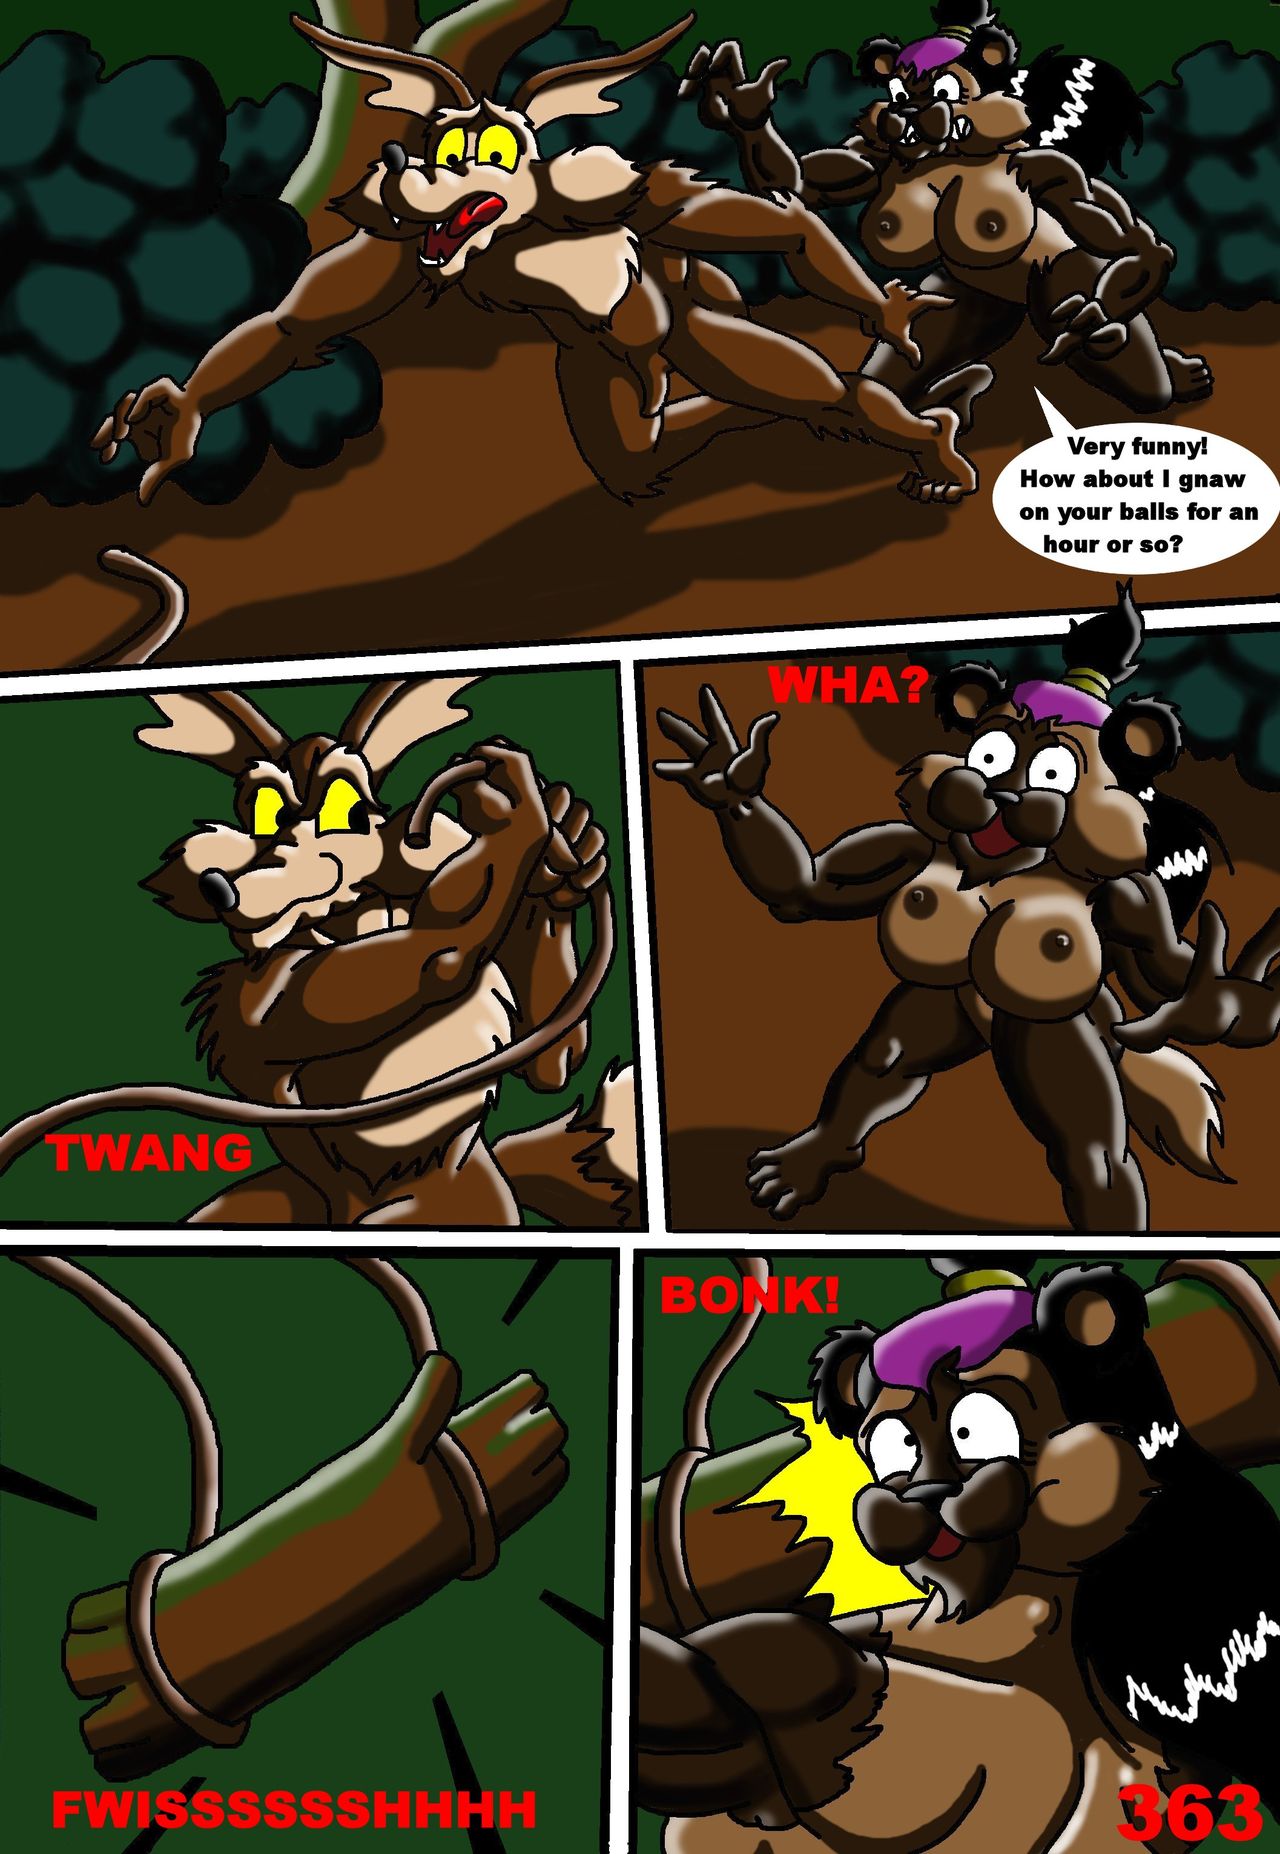 Very funny!
How about I gnaw
on your balls for an
hour or so?
WHA?
TWANG
FWISSSSSSHHHH
BONK!
363